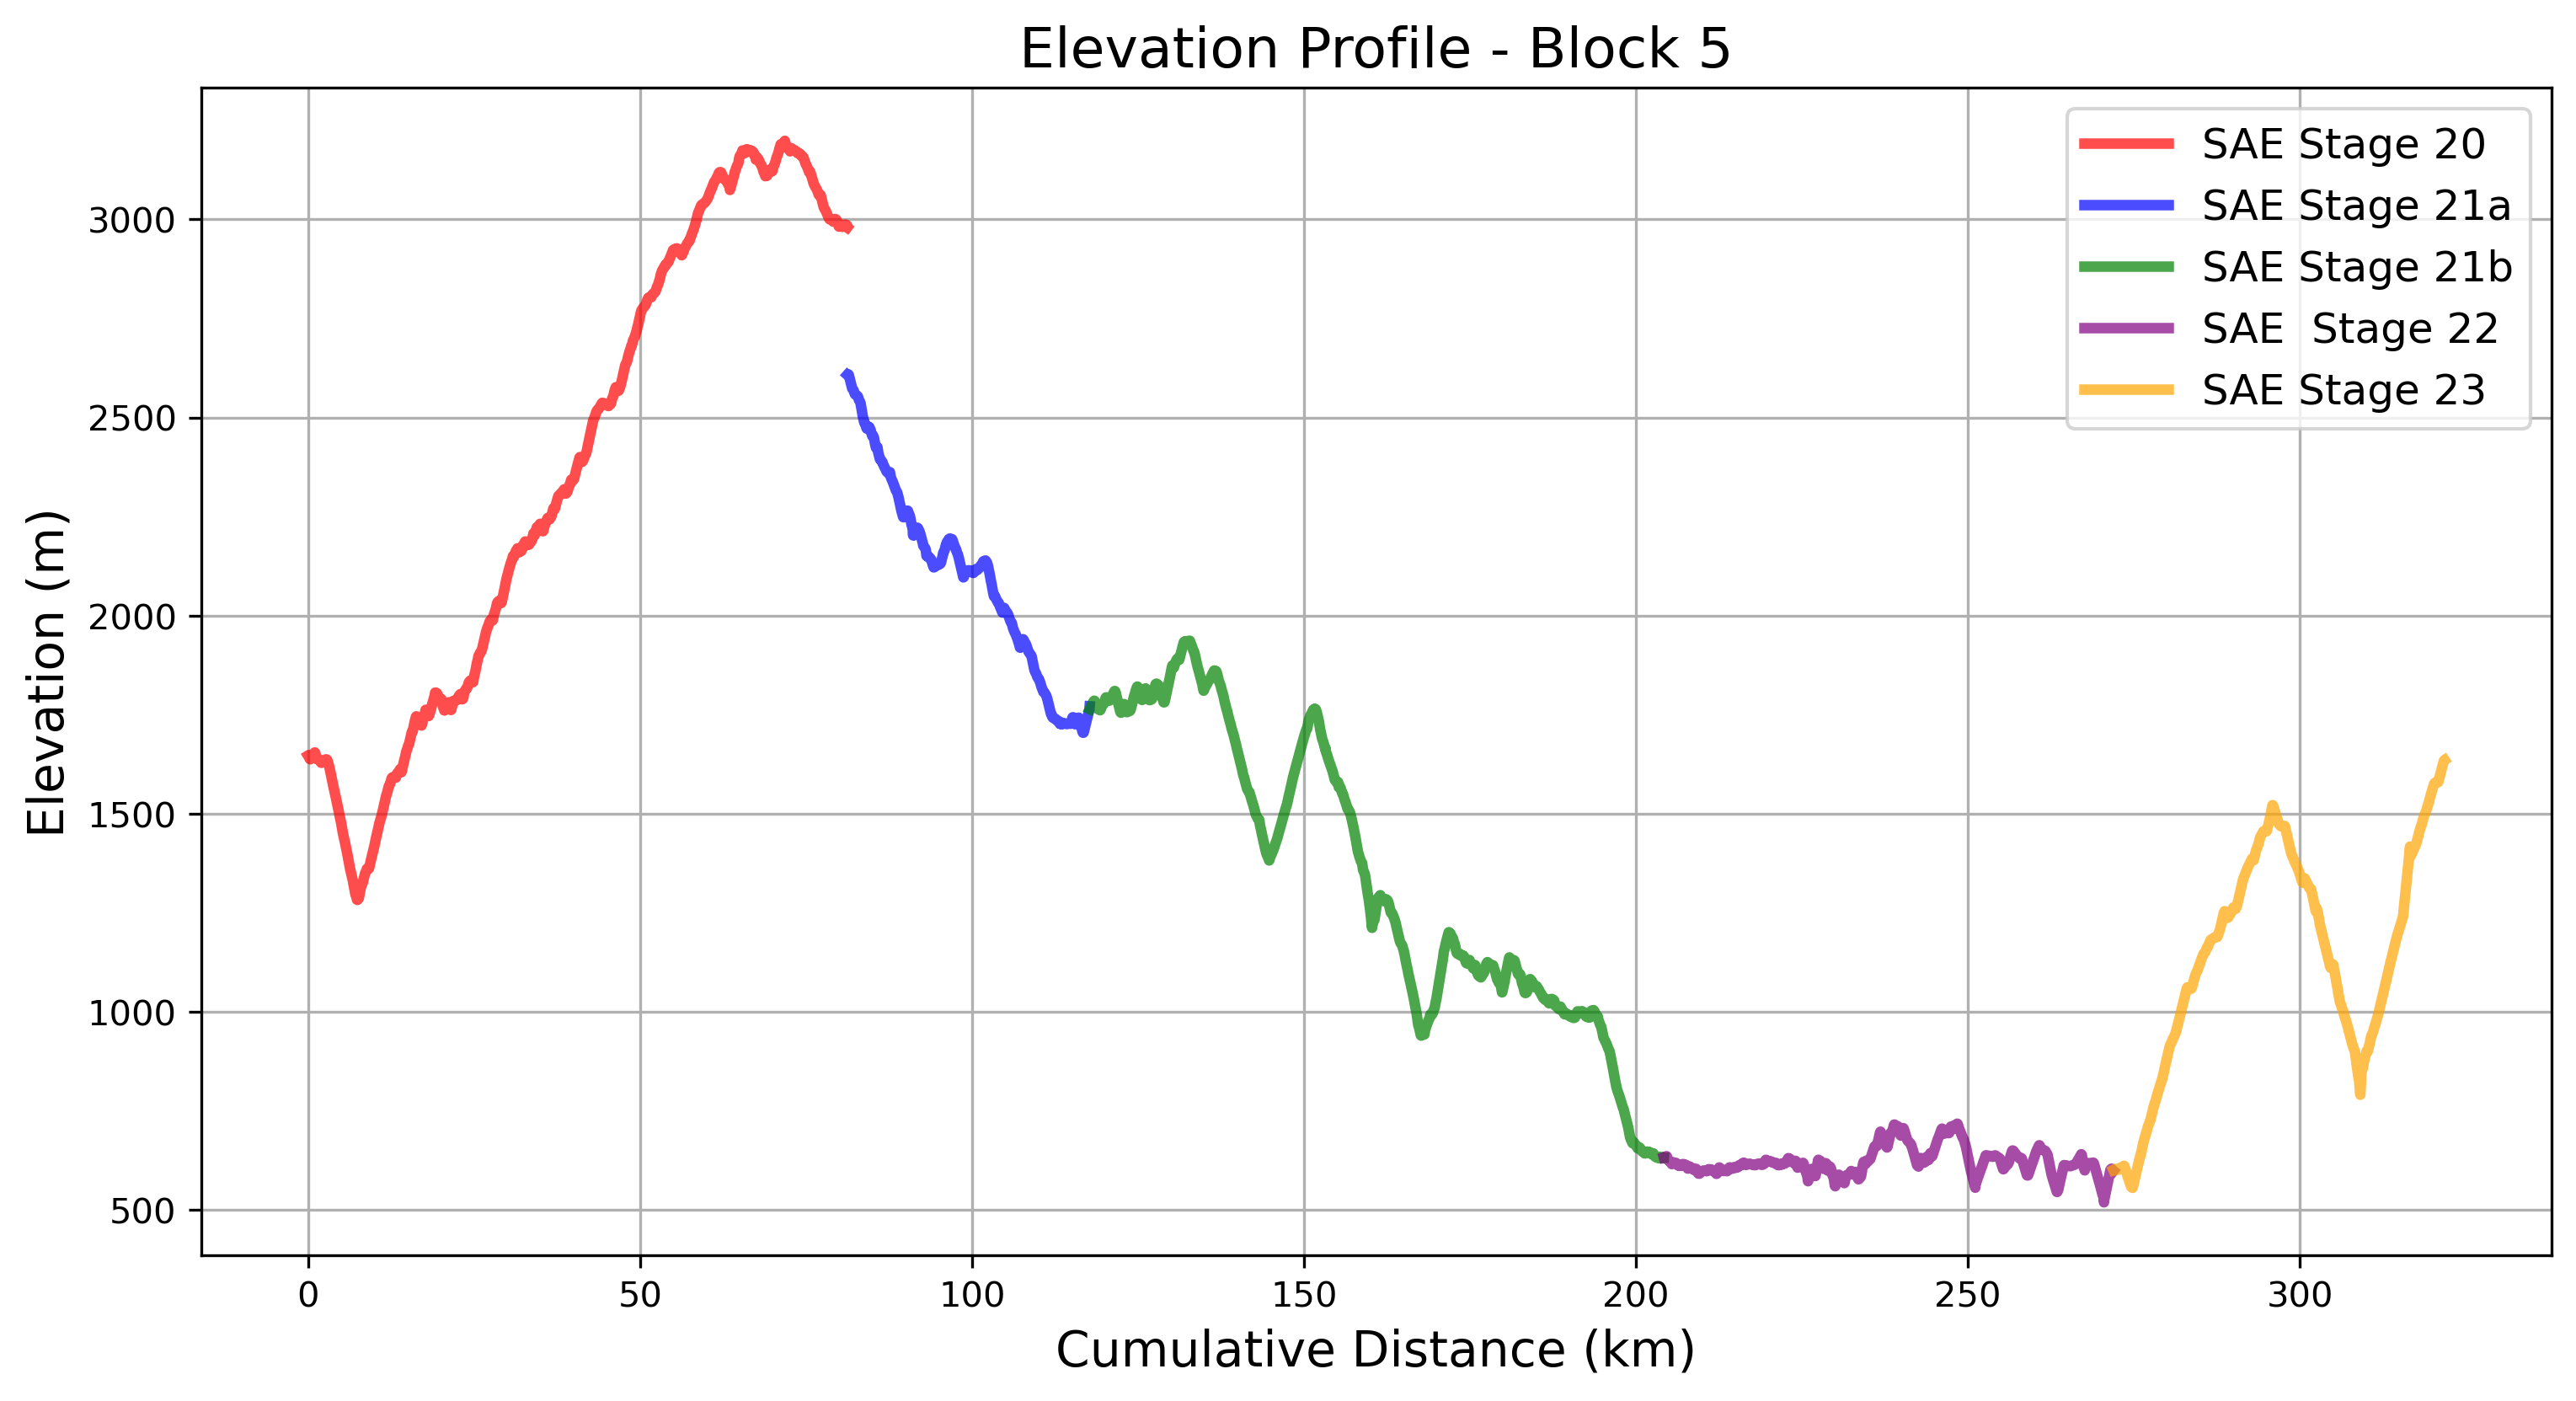 Elevation Profile - Block 5
SAE Stage 20
SAE Stage 21a
SAE Stage 21b
SAE  Stage 22
SAE Stage 23
Elevation (m)
3000
2500
2000
1500
1000
500
0 50 100 150 200 250 300
Cumulative Distance (km)